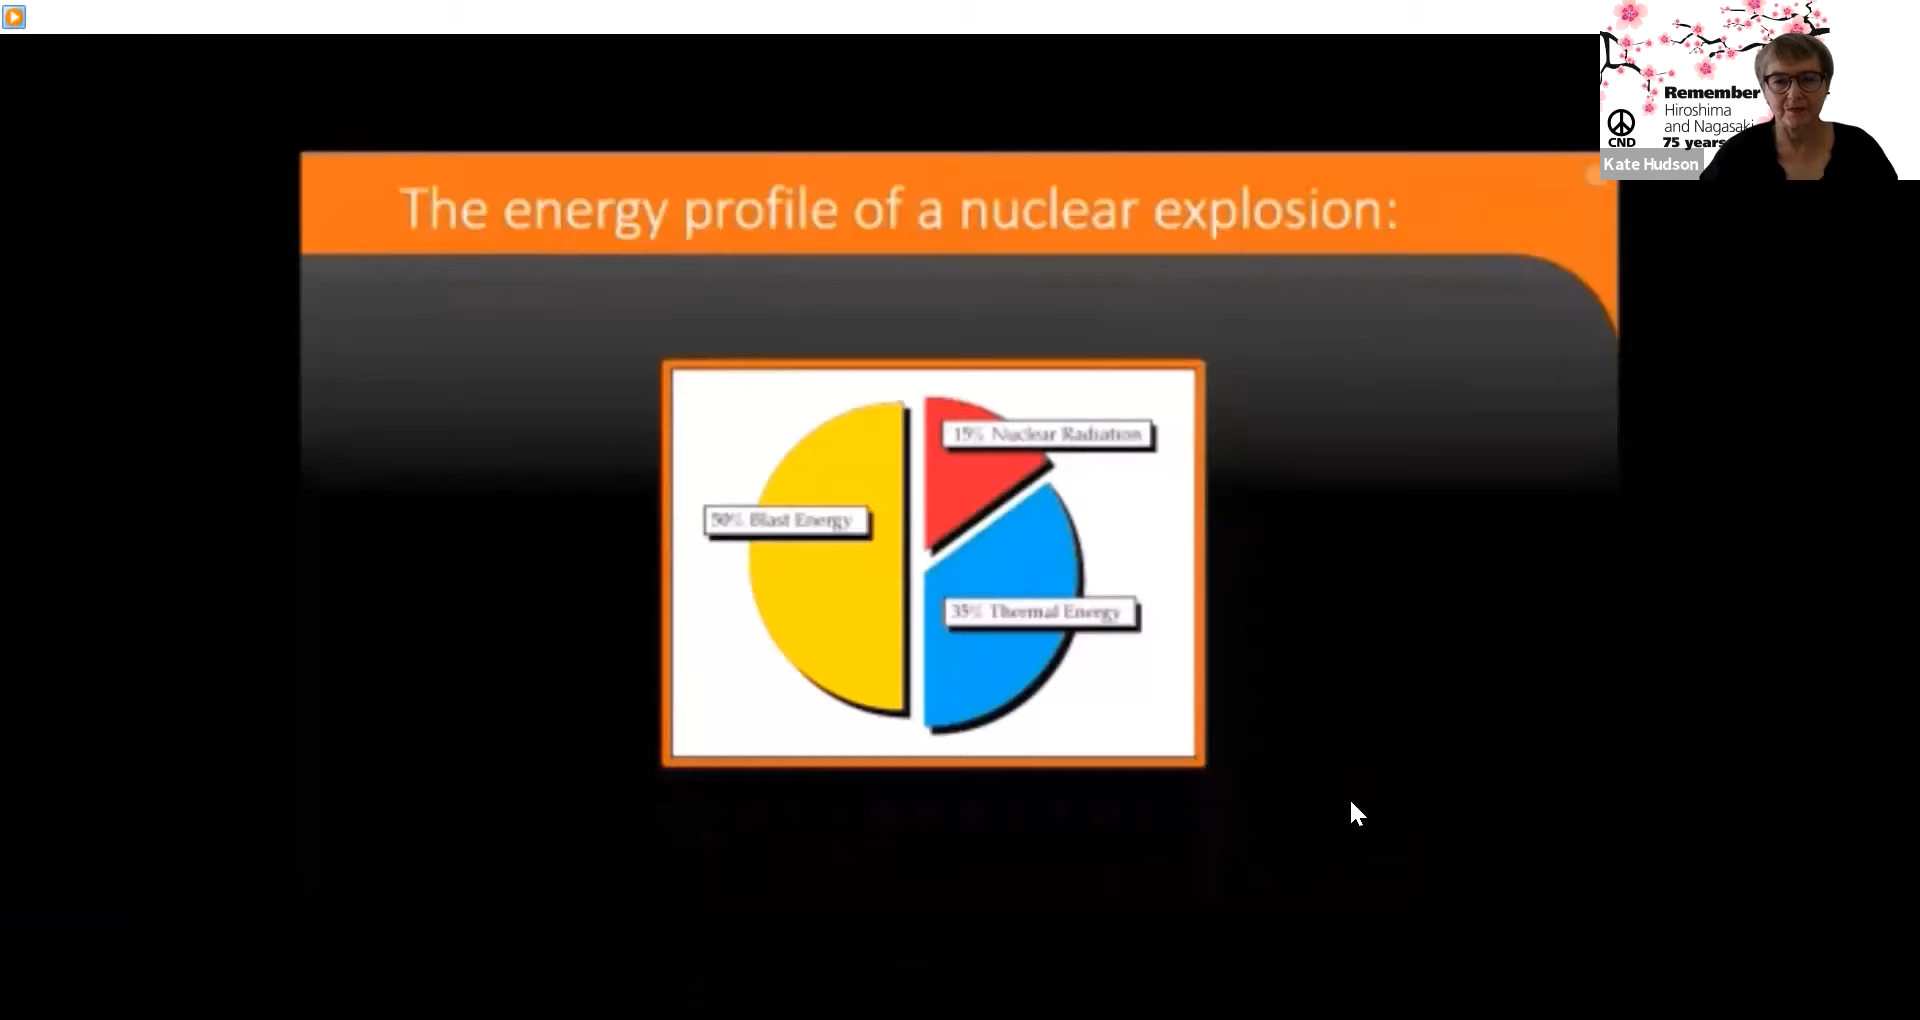 Remember
Hiroshima
and Nagasaki
75 years
CND
Kate Hudson
The energy profile of a nuclear explosion:
15% Nuclear Radiation
50% Blast Energy
35% Thermal Energy